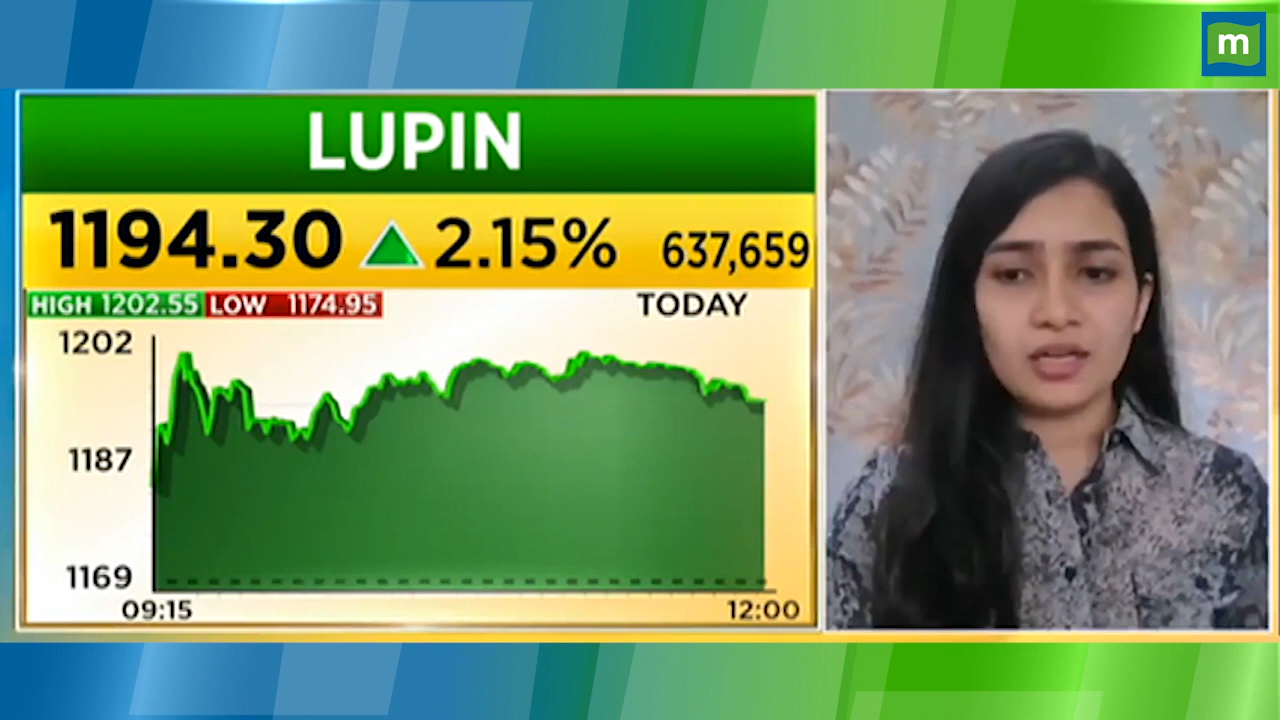 m
LUPIN
1194.30 ▲ 2.15% 637,659
HIGH 1202.55 LOW 1174.95 TODAY
1202
1187
1169
09:15 12:00